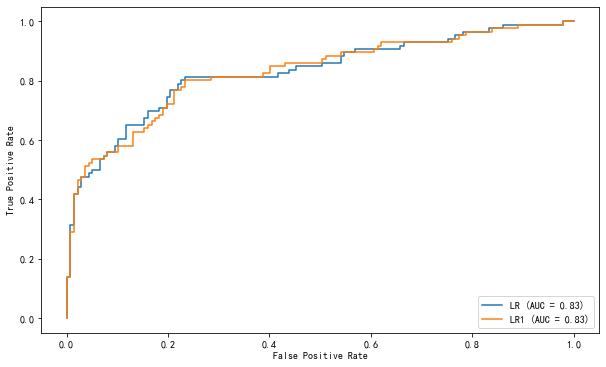 1.0
0.8
0.6
0.4
0.2
0.0
True Positive Rate
0.0 0.2 0.4 0.6 0.8 1.0
False Positive Rate
LR (AUC = 0.83)
LR1 (AUC = 0.83)